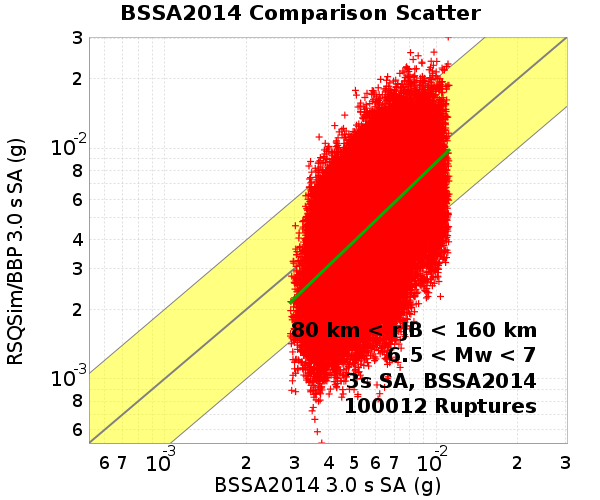 BSSA2014 Comparison Scatter
RSQSim/BBP 3.0 s SA (g)
3
2
10-2
8
6
4
3
2
10-3
8
6
80 km < rJB < 160 km
6.5 < Mw < 7
3s SA, BSSA2014
100012 Ruptures
6 7 10-3 2 3 4 5 6 7 10-2 2 3
BSSA2014 3.0 s SA (g)